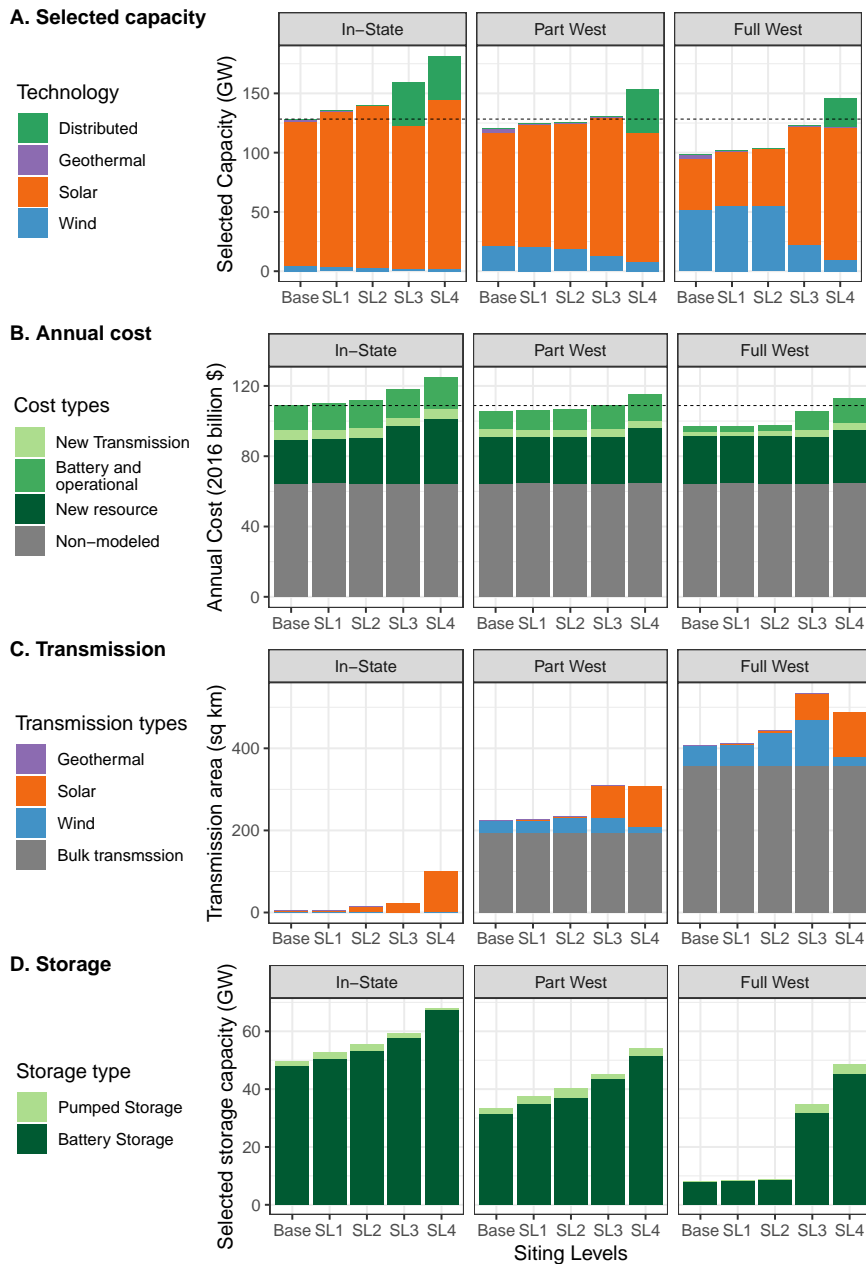 A. Selected capacity
Technology
Distributed
Geothermal
Solar
Wind
Selected Capacity (GW)
In−State
Part West
Full West
150
100
50
0
Base SL1 SL2 SL3 SL4
Base SL1 SL2 SL3 SL4
Base SL1 SL2 SL3 SL4
B. Annual cost
Cost types
New Transmission
Battery and
operational
New resource
Non−modeled
Annual Cost (2016 billion $)
In−State
Part West
Full West
120
80
40
0
Base SL1 SL2 SL3 SL4
Base SL1 SL2 SL3 SL4
Base SL1 SL2 SL3 SL4
C. Transmission
Transmission types
Geothermal
Solar
Wind
Bulk transmssion
Transmission area (sq km)
In−State
Part West
Full West
400
200
0
Base SL1 SL2 SL3 SL4
Base SL1 SL2 SL3 SL4
Base SL1 SL2 SL3 SL4
D. Storage
Storage type
Pumped Storage
Battery Storage
Selected storage capacity (GW)
In−State
Part West
Full West
60
40
20
0
Base SL1 SL2 SL3 SL4
Base SL1 SL2 SL3 SL4
Base SL1 SL2 SL3 SL4
Siting Levels